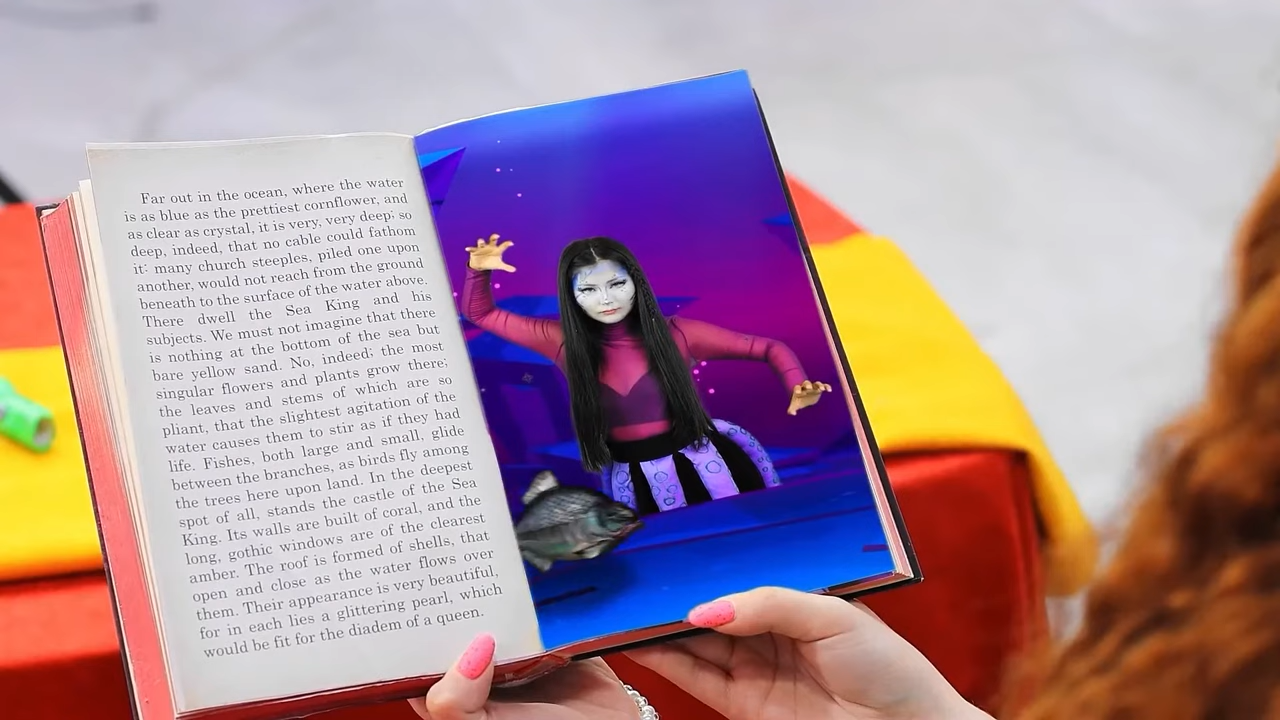 Far out in the ocean, where the water
is as blue as the prettiest cornflower, and
as clear as crystal, it is very, very deep; so
deep, indeed, that no cable could fathom
it: many church steeples, piled one upon
another, would not reach from the ground
beneath to the surface of the water above.
There dwell the Sea King and his
subjects. We must not imagine that there
is nothing at the bottom of the sea but
bare yellow sand. No, indeed; the most
singular flowers and plants grow there;
the leaves and stems of which are so
pliant, that the slightest agitation of the
water causes them to stir as if they had
life. Fishes, both large and small, glide
between the branches, as birds fly among
the trees here upon land. In the deepest
spot of all, stands the castle of the Sea
King. Its walls are built of coral, and the
long, gothic windows are of the clearest
amber. The roof is formed of shells, that
open and close as the water flows over
them. Their appearance is very beautiful,
for in each lies a glittering pearl, which
would be fit for the diadem of a queen.